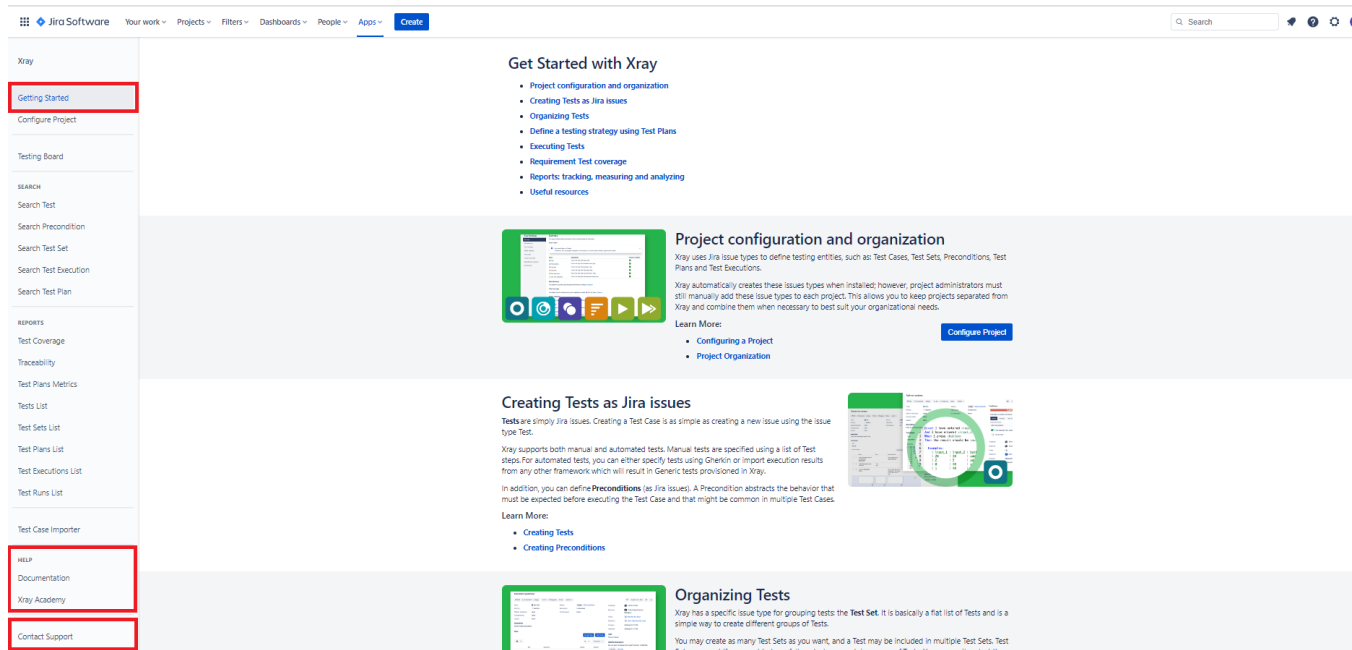 Jira Software Your work Projects Filters Dashboards People Apps Create Search
Xray
Getting Started
Configure Project
Testing Board
SEARCH
Search Test
Search Precondition
Search Test Set
Search Test Execution
Search Test Plan
REPORTS
Test Coverage
Traceability
Test Plans Metrics
Tests List
Test Sets List
Test Plans List
Test Executions List
Test Runs List
Test Case Importer
HELP
Documentation
Xray Academy
Contact Support
Get Started with Xray
Project configuration and organization
Creating Tests as Jira issues
Organizing Tests
Define a testing strategy using Test Plans
Executing Tests
Requirement Test coverage
Reports: tracking, measuring and analyzing
Useful resources
Project configuration and organization
Xray uses Jira issue types to define testing entities, such as: Test Cases, Test Sets, Preconditions, Test
Plans and Test Executions.
Xray automatically creates these issues types when installed; however, project administrators must
still manually add these issue types to each project. This allows you to keep projects separated from
Xray and combine them when necessary to best suit your organizational needs.
Learn More:
Configuring a Project
Project Organization
Configure Project
Creating Tests as Jira issues
Tests are simply Jira issues. Creating a Test Case is as simple as creating a new issue using the issue
type Test.
Xray supports both manual and automated tests. Manual tests are specified using a list of Test
steps.For automated tests, you can either specify tests using Gherkin or import execution results
from any other framework which will result in Generic tests provisioned in Xray.
In addition, you can define Preconditions (as Jira issues). A Precondition abstracts the behavior that
must be expected before executing the Test Case and that might be common in multiple Test Cases.
Learn More:
Creating Tests
Creating Preconditions
Organizing Tests
Xray has a specific issue type for grouping tests: the Test Set. It is basically a flat list of Tests and is a
simple way to create different groups of Tests.
You may create as many Test Sets as you want, and a Test may be included in multiple Test Sets. Test